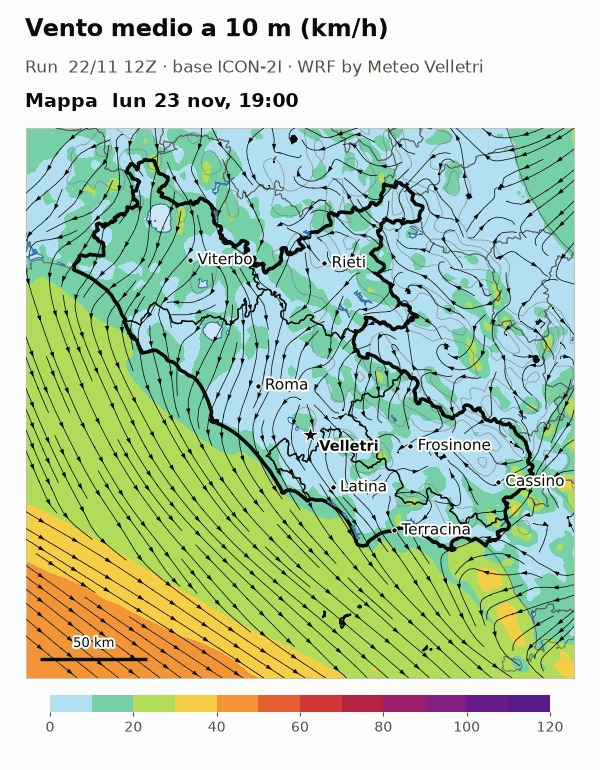 Vento medio a 10 m (km/h)
Run 22/11 12Z · base ICON-2I · WRF by Meteo Velletri
Mappa lun 23 nov, 19:00
Viterbo
Rieti
Roma
Velletri
Frosinone
Cassino
Latina
Terracina
50 km
0 20 40 60 80 100 120